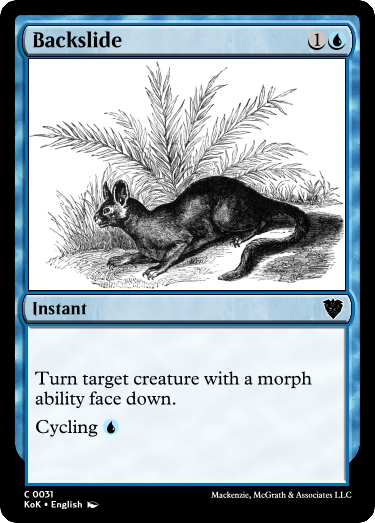 Backslide 1
Instant
Turn target creature with a morph
ability face down.
Cycling
C 0031
KoK • English Mackenzie, McGrath & Associates LLC